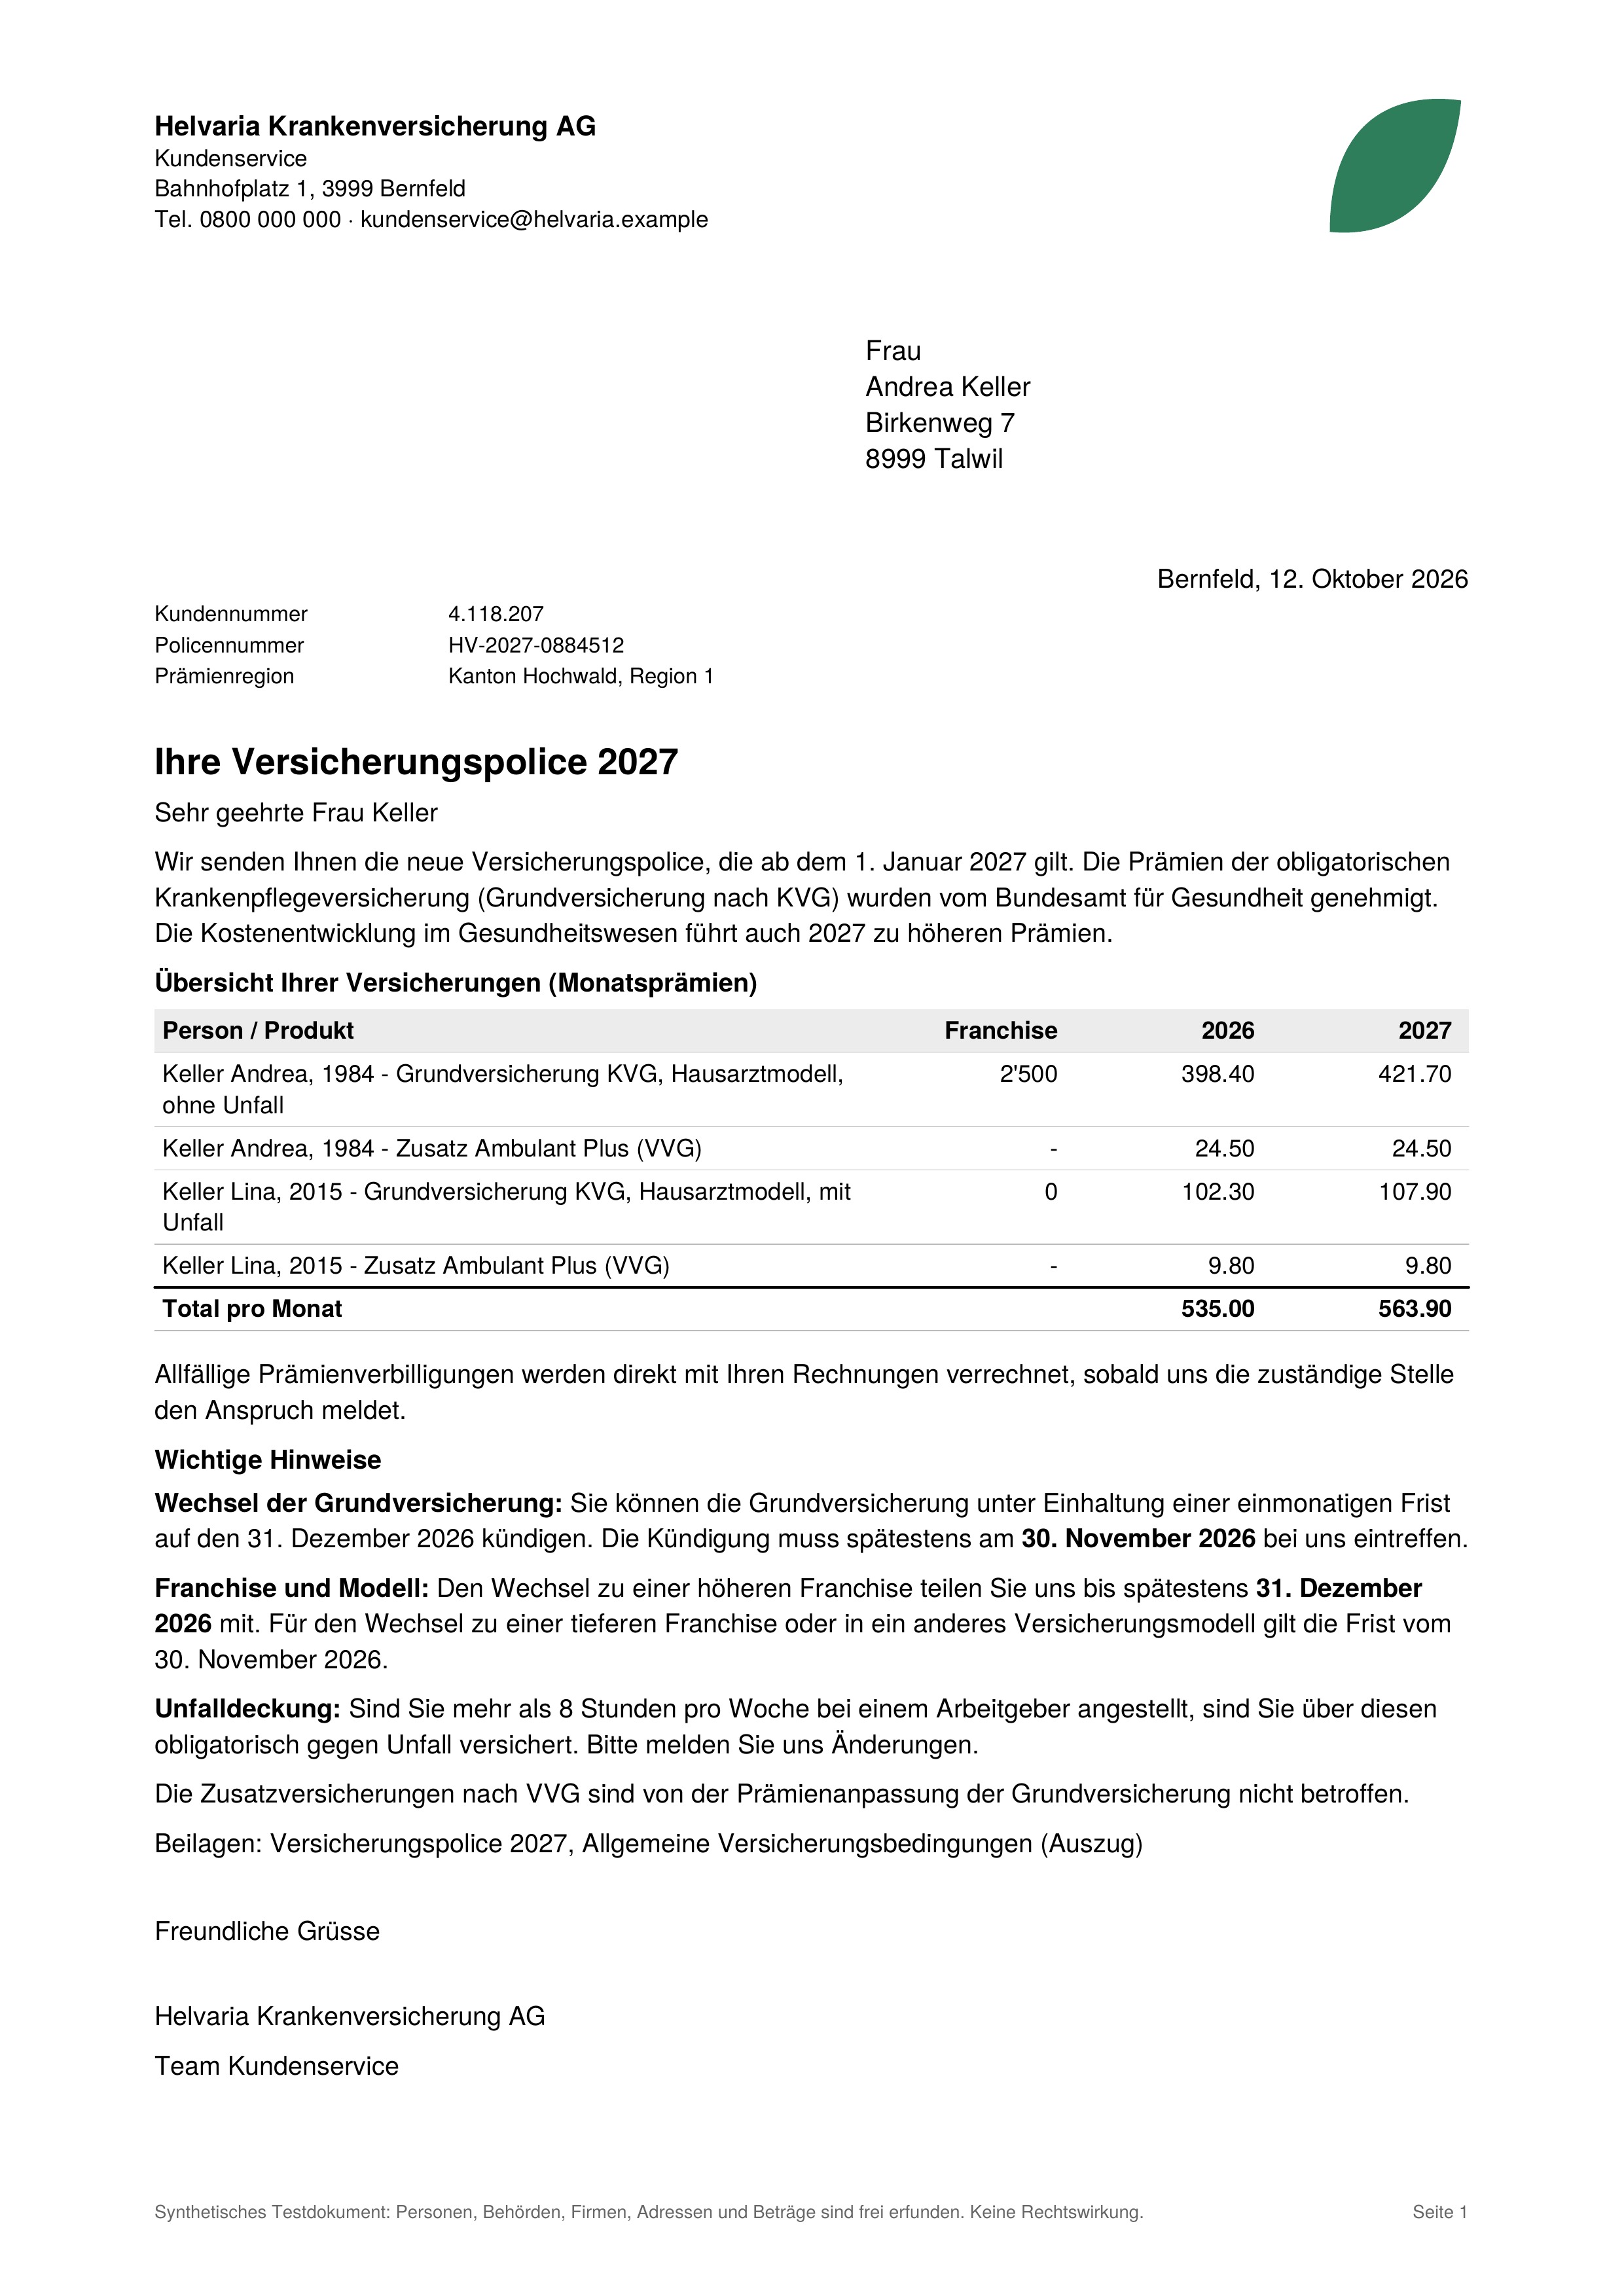 Helvaria Krankenversicherung AG
Kundenservice
Bahnhofplatz 1, 3999 Bernfeld
Tel. 0800 000 000 · kundenservice@helvaria.example
Frau
Andrea Keller
Birkenweg 7
8999 Talwil
Bernfeld, 12. Oktober 2026
Kundennummer 4.118.207
Policennummer HV-2027-0884512
Prämienregion Kanton Hochwald, Region 1
Ihre Versicherungspolice 2027
Sehr geehrte Frau Keller
Wir senden Ihnen die neue Versicherungspolice, die ab dem 1. Januar 2027 gilt. Die Prämien der obligatorischen
Krankenpflegeversicherung (Grundversicherung nach KVG) wurden vom Bundesamt für Gesundheit genehmigt.
Die Kostenentwicklung im Gesundheitswesen führt auch 2027 zu höheren Prämien.
Übersicht Ihrer Versicherungen (Monatsprämien)
Person / Produkt Franchise 2026 2027
Keller Andrea, 1984 - Grundversicherung KVG, Hausarztmodell, 2'500 398.40 421.70
ohne Unfall
Keller Andrea, 1984 - Zusatz Ambulant Plus (VVG) - 24.50 24.50
Keller Lina, 2015 - Grundversicherung KVG, Hausarztmodell, mit 0 102.30 107.90
Unfall
Keller Lina, 2015 - Zusatz Ambulant Plus (VVG) - 9.80 9.80
Total pro Monat 535.00 563.90
Allfällige Prämienverbilligungen werden direkt mit Ihren Rechnungen verrechnet, sobald uns die zuständige Stelle
den Anspruch meldet.
Wichtige Hinweise
Wechsel der Grundversicherung: Sie können die Grundversicherung unter Einhaltung einer einmonatigen Frist
auf den 31. Dezember 2026 kündigen. Die Kündigung muss spätestens am 30. November 2026 bei uns eintreffen.
Franchise und Modell: Den Wechsel zu einer höheren Franchise teilen Sie uns bis spätestens 31. Dezember
2026 mit. Für den Wechsel zu einer tieferen Franchise oder in ein anderes Versicherungsmodell gilt die Frist vom
30. November 2026.
Unfalldeckung: Sind Sie mehr als 8 Stunden pro Woche bei einem Arbeitgeber angestellt, sind Sie über diesen
obligatorisch gegen Unfall versichert. Bitte melden Sie uns Änderungen.
Die Zusatzversicherungen nach VVG sind von der Prämienanpassung der Grundversicherung nicht betroffen.
Beilagen: Versicherungspolice 2027, Allgemeine Versicherungsbedingungen (Auszug)
Freundliche Grüsse
Helvaria Krankenversicherung AG
Team Kundenservice
Synthetisches Testdokument: Personen, Behörden, Firmen, Adressen und Beträge sind frei erfunden. Keine Rechtswirkung. Seite 1